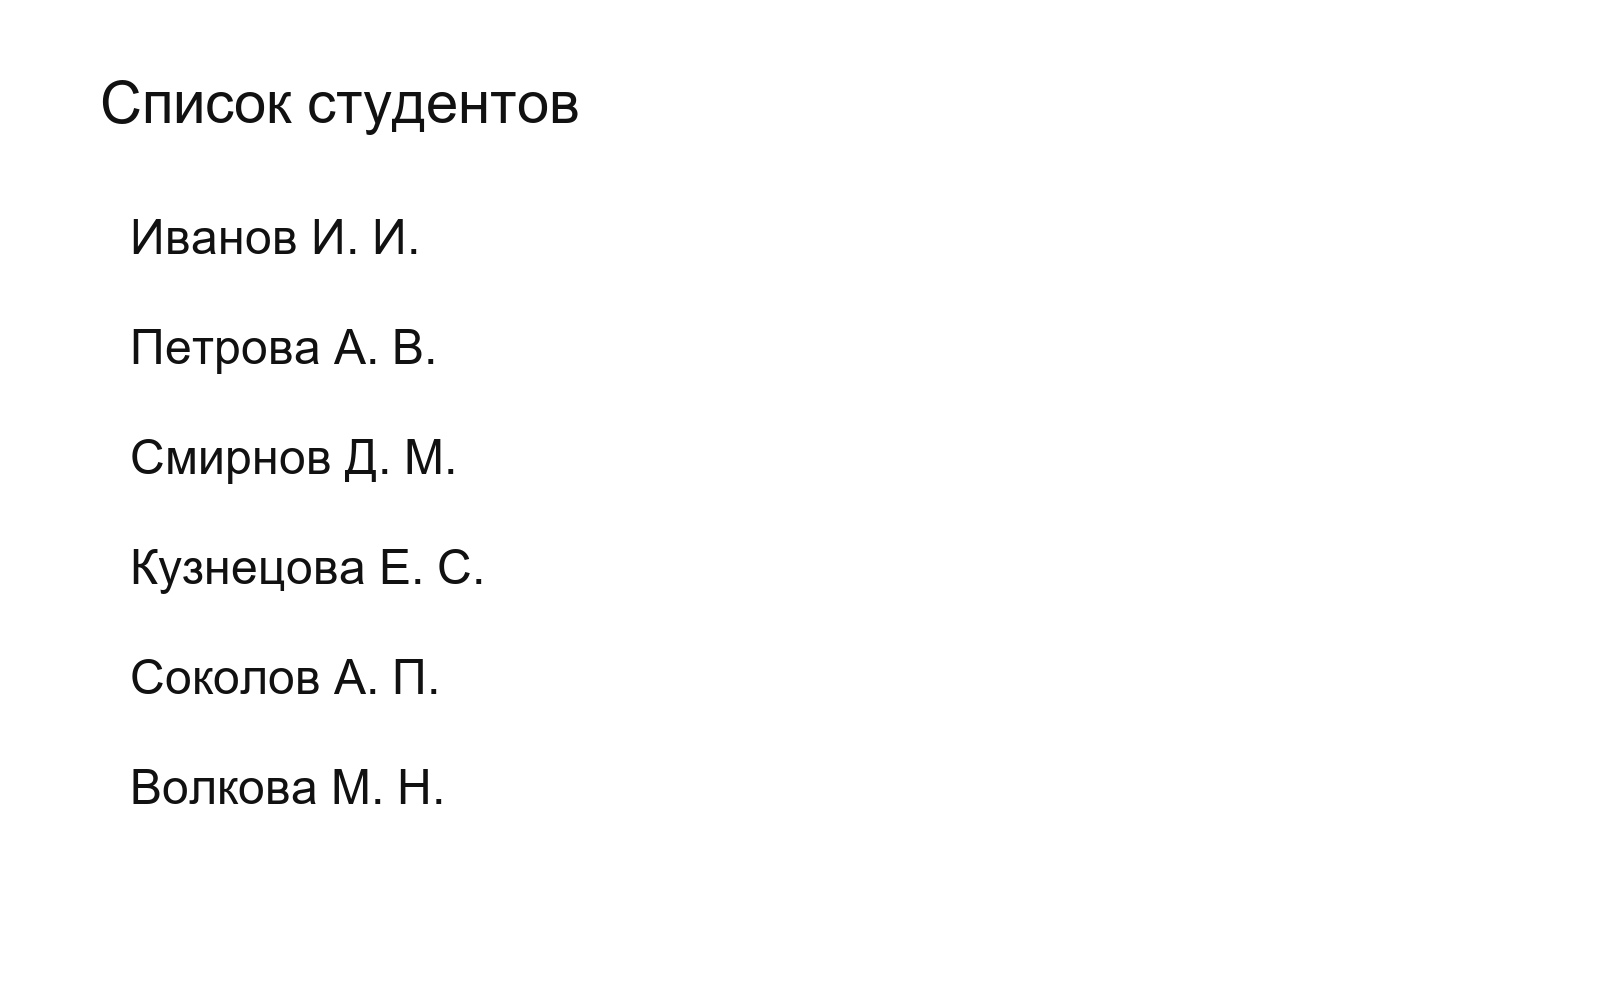 Список студентов
Иванов И. И.
Петрова А. В.
Смирнов Д. М.
Кузнецова Е. С.
Соколов А. П.
Волкова М. Н.